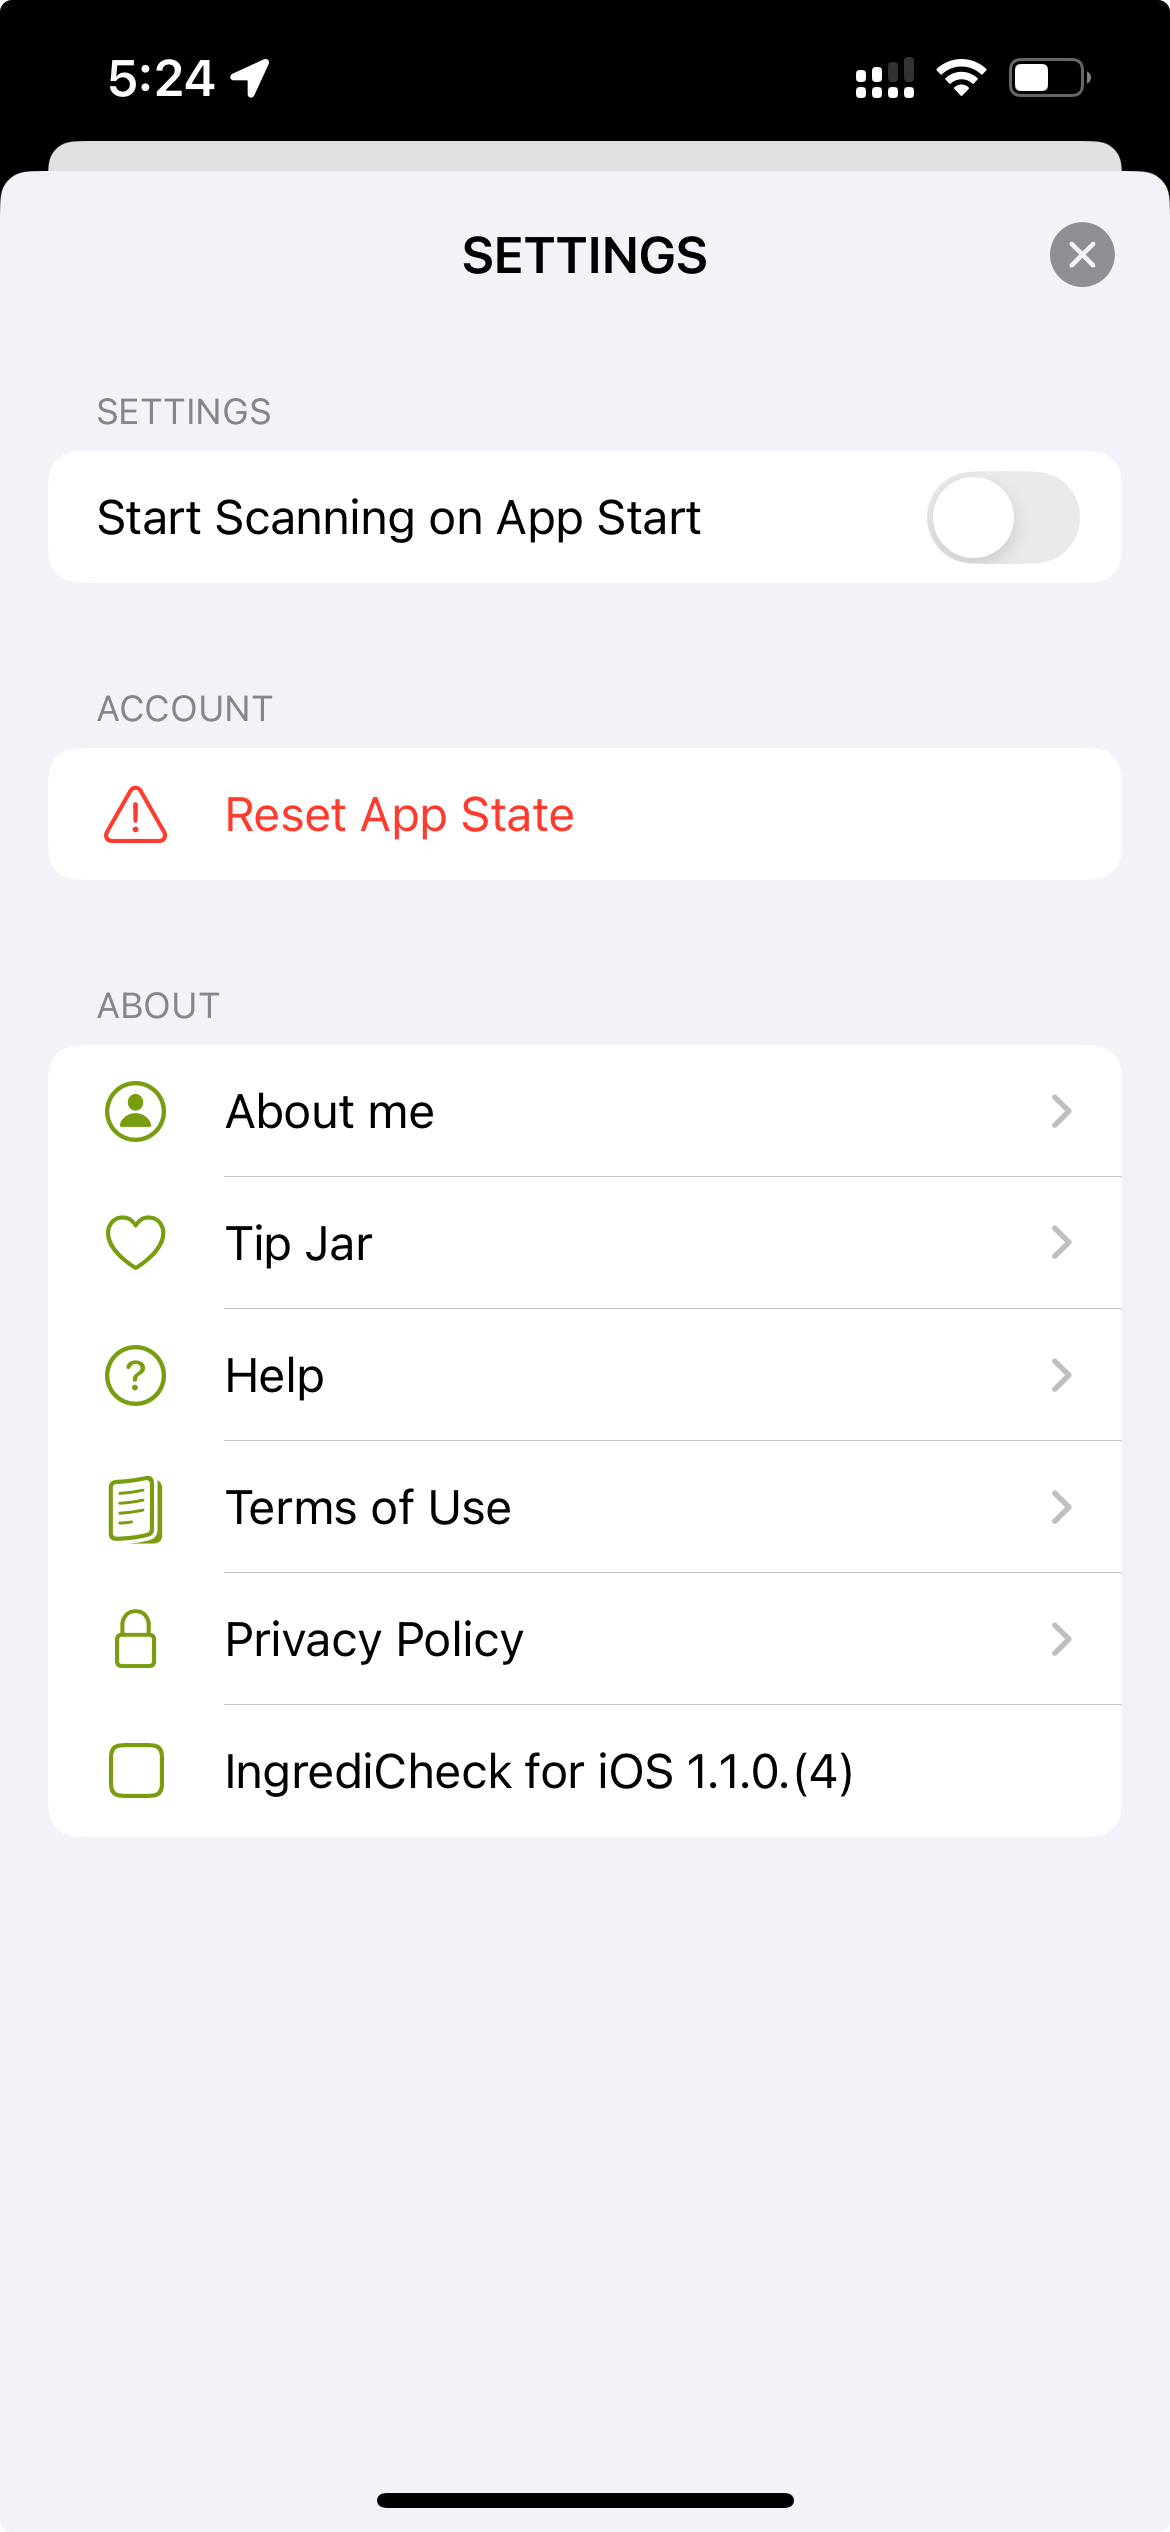 5:24
SETTINGS
SETTINGS
Start Scanning on App Start
ACCOUNT
Reset App State
ABOUT
About me
Tip Jar
Help
Terms of Use
Privacy Policy
IngrediCheck for iOS 1.1.0.(4)